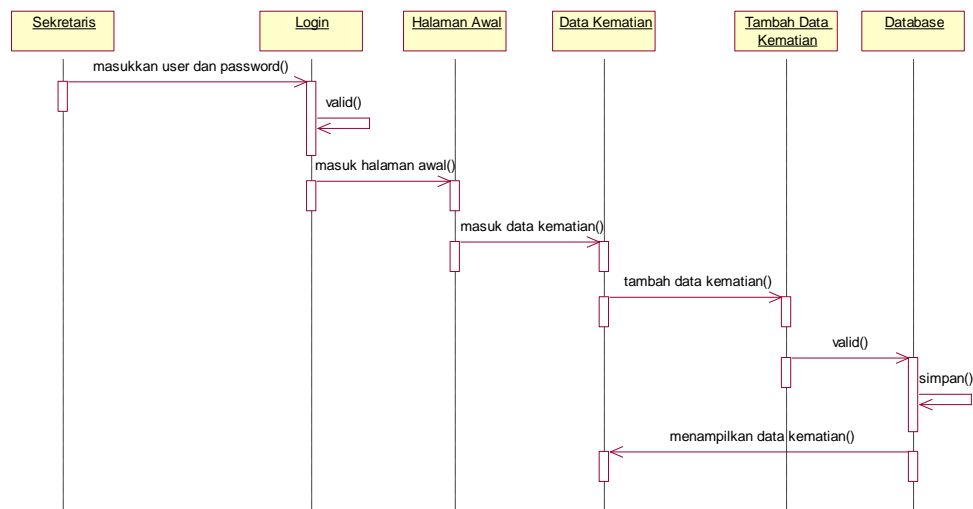 Sekretaris
Login
Halaman Awal
Data Kematian
Tambah Data
Kematian
Database
masukkan user dan password()
valid()
masuk halaman awal()
masuk data kematian()
tambah data kematian()
valid()
simpan()
menampilkan data kematian()